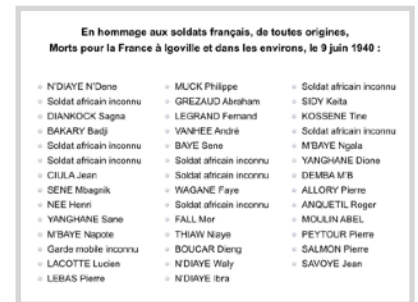 En hommage aux soldats français, de toutes origines,
Morts pour la France à Igoville et dans les environs, le 9 juin 1940 :
N'DIAYE N'Dene
Soldat africain inconnu
DIANKOCK Sagna
BAKARY Badji
Soldat africain inconnu
Soldat africain inconnu
CIULA Jean
SENE Mbagnik
NEE Henri
YANGHANE Sane
M'BAYE Napote
Garde mobile inconnu
LACOTTE Lucien
LEBAS Pierre
MUCK Philippe
GREZAUD Abraham
LEGRAND Fernand
VANHEE André
BAYE Sene
Soldat africain inconnu
Soldat africain inconnu
WAGANE Faye
Soldat africain inconnu
FALL Mor
THIAW Niaye
BOUCAR Dieng
N'DIAYE Waly
N'DIAYE Ibra
Soldat africain inconnu
SIDY Keita
KOSSENE Tine
Soldat africain inconnu
M'BAYE Ngala
YANGHANE Dione
DEMBA M'B
ALLORY Pierre
ANQUETIL Roger
MOULIN ABEL
PEYTOUR Pierre
SALMON Pierre
SAVOYE Jean